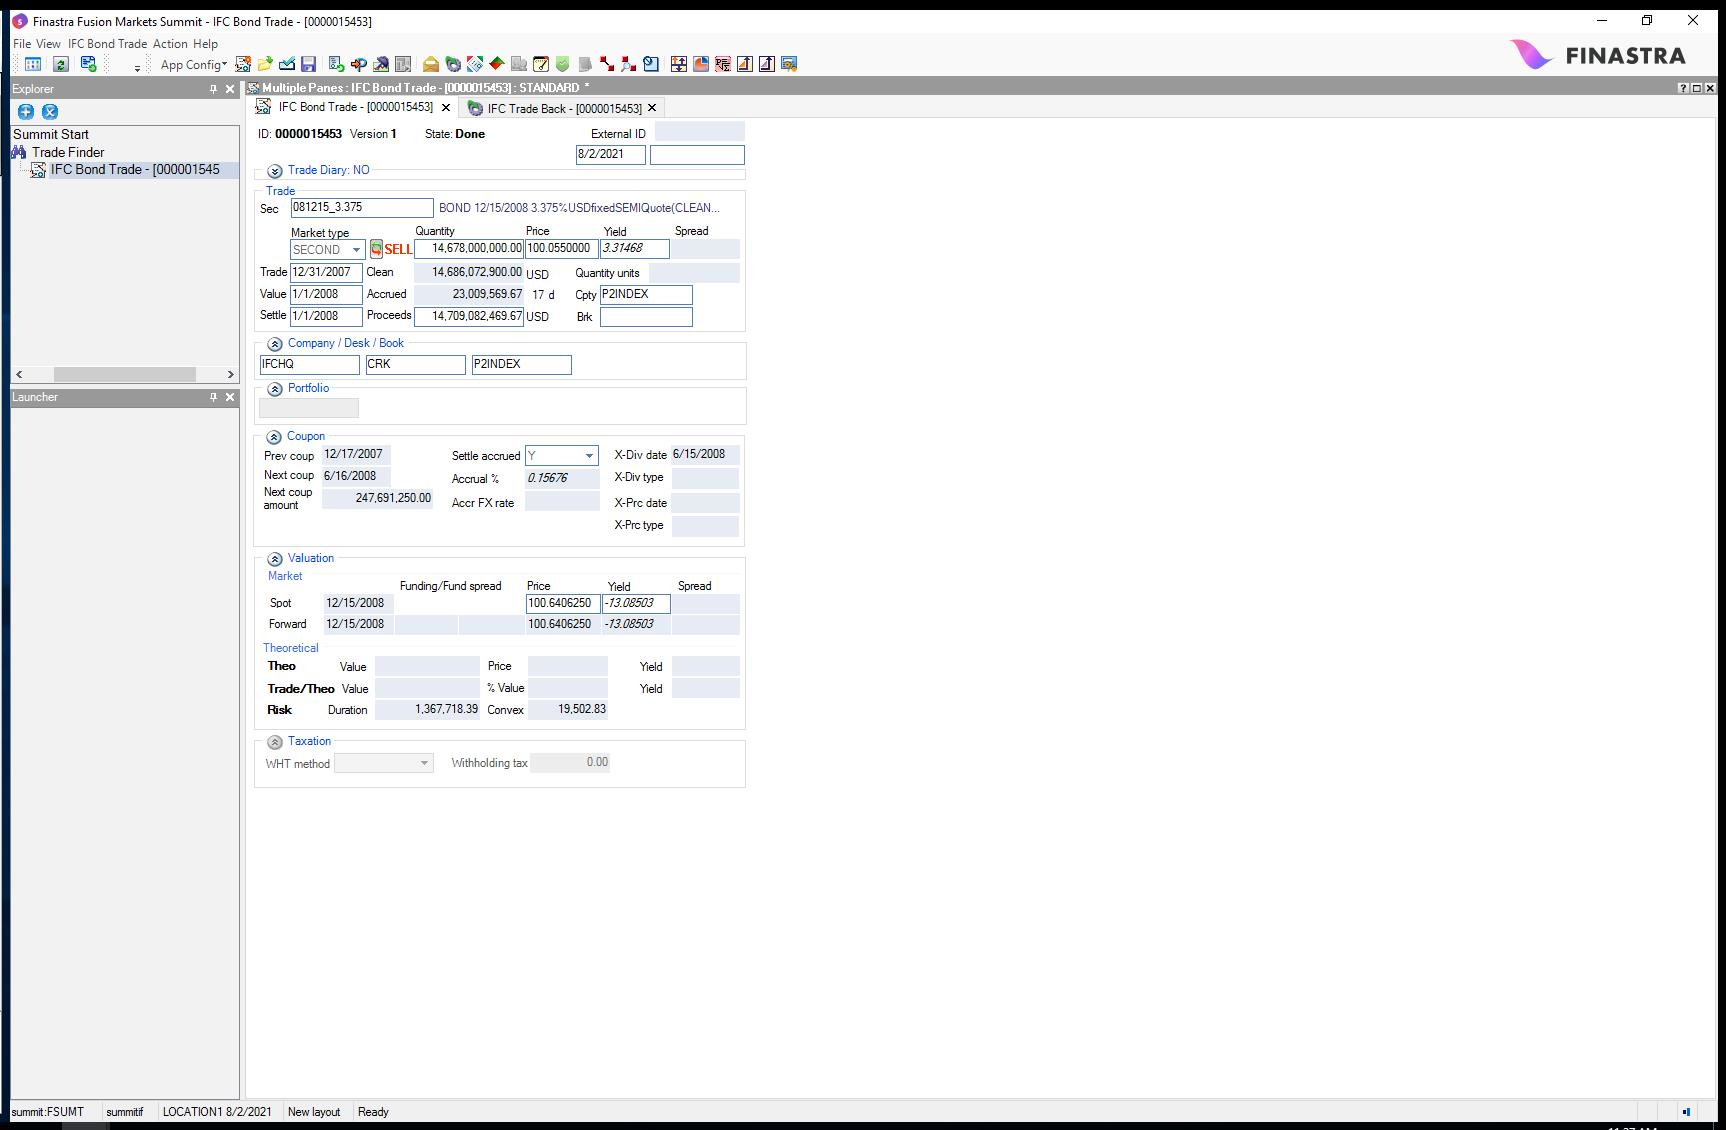 Finastra Fusion Markets Summit - IFC Bond Trade - [0000015453]
File View IFC Bond Trade Action Help
App Config
FINASTRA
Explorer
Multiple Panes : IFC Bond Trade - [0000015453] : STANDARD *
IFC Bond Trade - [0000015453]
IFC Trade Back - [0000015453]
Summit Start
Trade Finder
IFC Bond Trade - [000001545
Launcher
ID: 0000015453 Version 1 State: Done External ID
8/2/2021
Trade Diary: NO
Trade
Sec 081215_3.375 BOND 12/15/2008 3.375%USDfixedSEMIQuote(CLEAN...
Market type Quantity Price Yield Spread
SECOND SELL 14,678,000,000.00 100.0550000 3.31468
Trade 12/31/2007 Clean 14,686,072,900.00 USD Quantity units
Value 1/1/2008 Accrued 23,009,569.67 17 d Cpty P2INDEX
Settle 1/1/2008 Proceeds 14,709,082,469.67 USD Brk
Company / Desk / Book
IFCHQ CRK P2INDEX
Portfolio
Coupon
Prev coup 12/17/2007 Settle accrued Y X-Div date 6/15/2008
Next coup 6/16/2008 Accrual % 0.15676 X-Div type
Next coup amount 247,691,250.00 Accr FX rate X-Prc date
X-Prc type
Valuation
Market
Funding/Fund spread Price Yield Spread
Spot 12/15/2008 100.6406250 -13.08503
Forward 12/15/2008 100.6406250 -13.08503
Theoretical
Theo Value Price Yield
Trade/Theo Value % Value Yield
Risk Duration 1,367,718.39 Convex 19,502.83
Taxation
WHT method Withholding tax 0.00
summit:FSUMT summitif LOCATION1 8/2/2021 New layout Ready